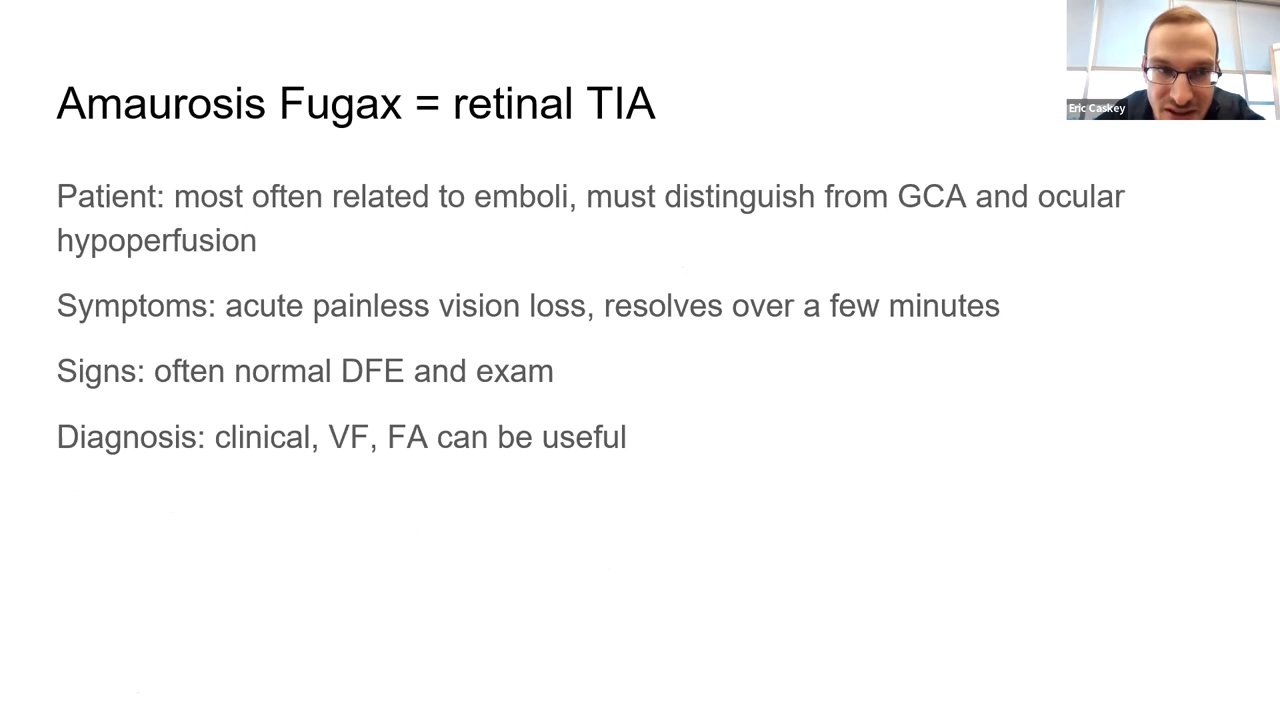 Amaurosis Fugax = retinal TIA
Eric Caskey
Patient: most often related to emboli, must distinguish from GCA and ocular
hypoperfusion
Symptoms: acute painless vision loss, resolves over a few minutes
Signs: often normal DFE and exam
Diagnosis: clinical, VF, FA can be useful